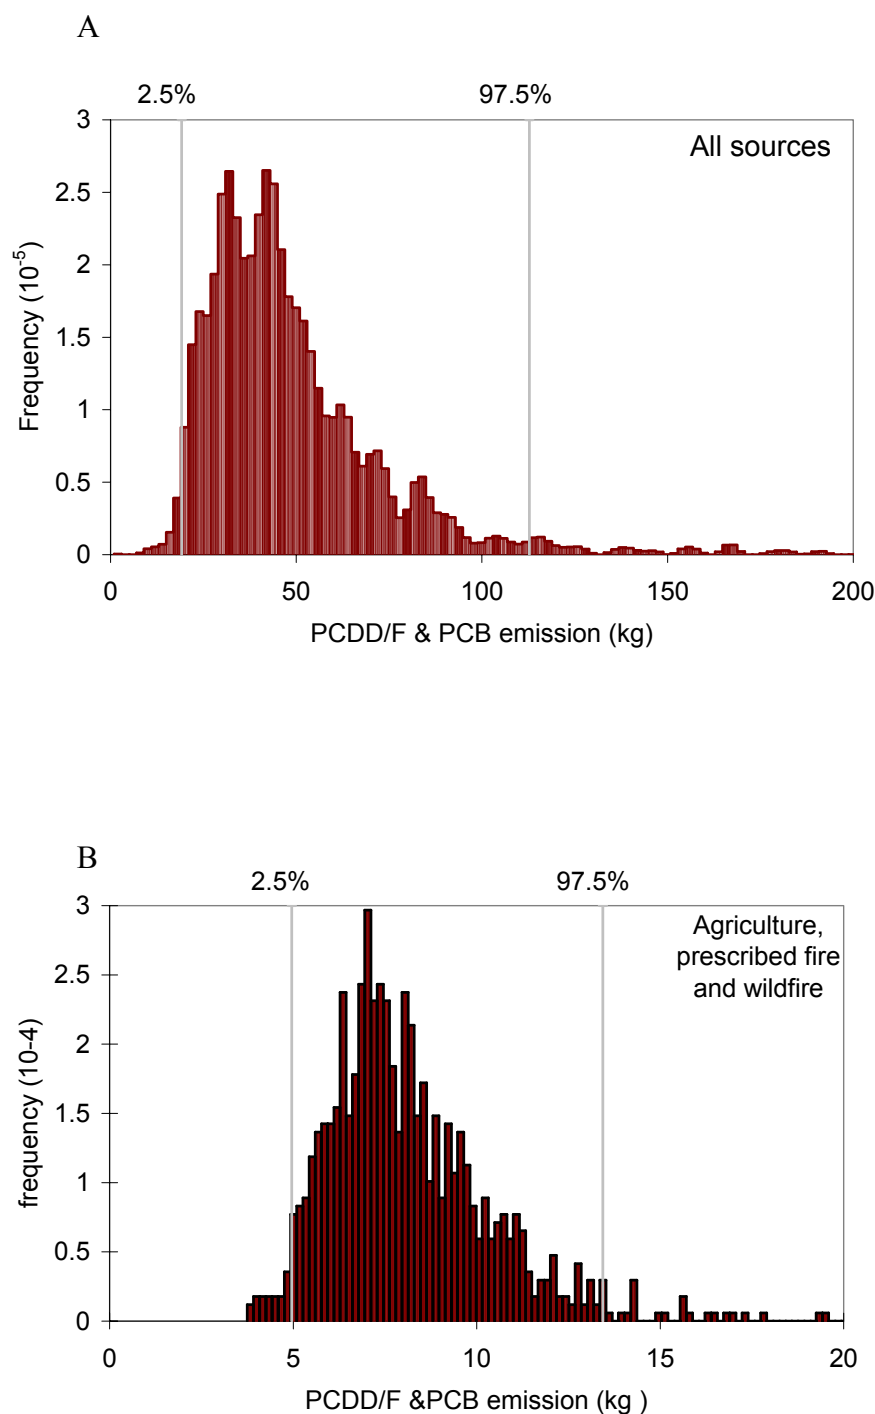 A
2.5% 97.5%
3
All sources
2.5
2
1.5
1
0.5
0
Frequency (10-5)
0 50 100 150 200
PCDD/F & PCB emission (kg)
B
2.5% 97.5%
3
Agriculture,
prescribed fire
and wildfire
2.5
2
1.5
1
0.5
0
frequency (10-4)
0 5 10 15 20
PCDD/F &PCB emission (kg )